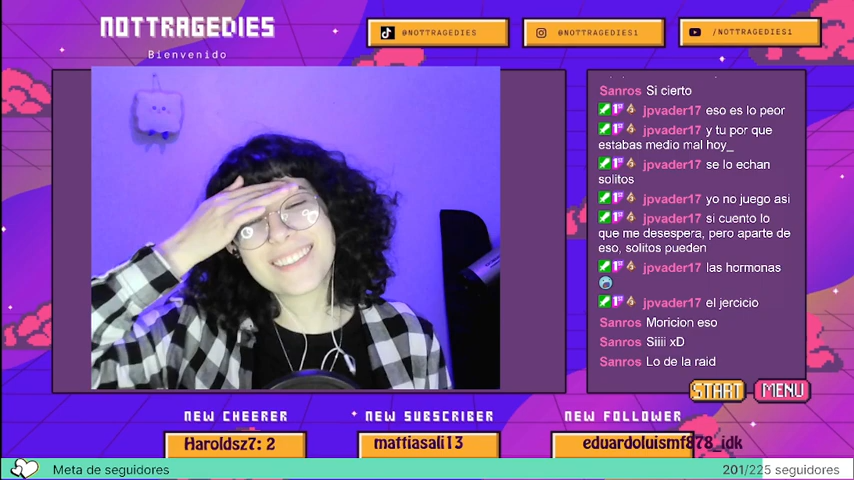 NOTTRAGEDIES
Bienvenido
@NOTTRAGEDIES
@NOTTRAGEDIES1
/NOTTRAGEDIES1
Sanros Si cierto
jpvader17 eso es lo peor
jpvader17 y tu por que
estabas medio mal hoy_
jpvader17 se lo echan
solitos
jpvader17 yo no juego asi
jpvader17 si cuento lo
que me desespera, pero aparte de
eso, solitos pueden
jpvader17 las hormonas
jpvader17 el jercicio
Sanros Moricion eso
Sanros Siiii xD
Sanros Lo de la raid
START MENU
NEW CHEERER
Haroldsz7: 2
NEW SUBSCRIBER
mattiasali13
NEW FOLLOWER
eduardoluismf878_idk
Meta de seguidores
201/225 seguidores